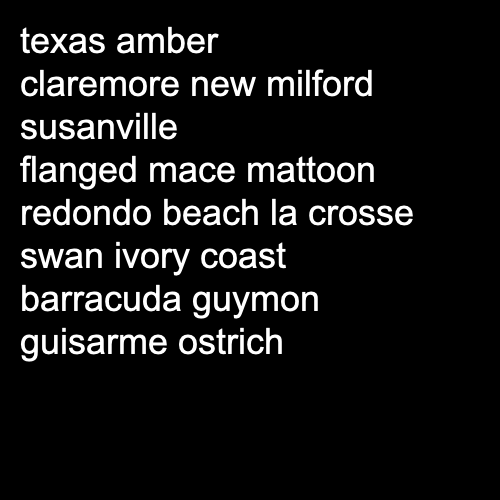 texas amber
claremore new milford
susanville
flanged mace mattoon
redondo beach la crosse
swan ivory coast
barracuda guymon
guisarme ostrich